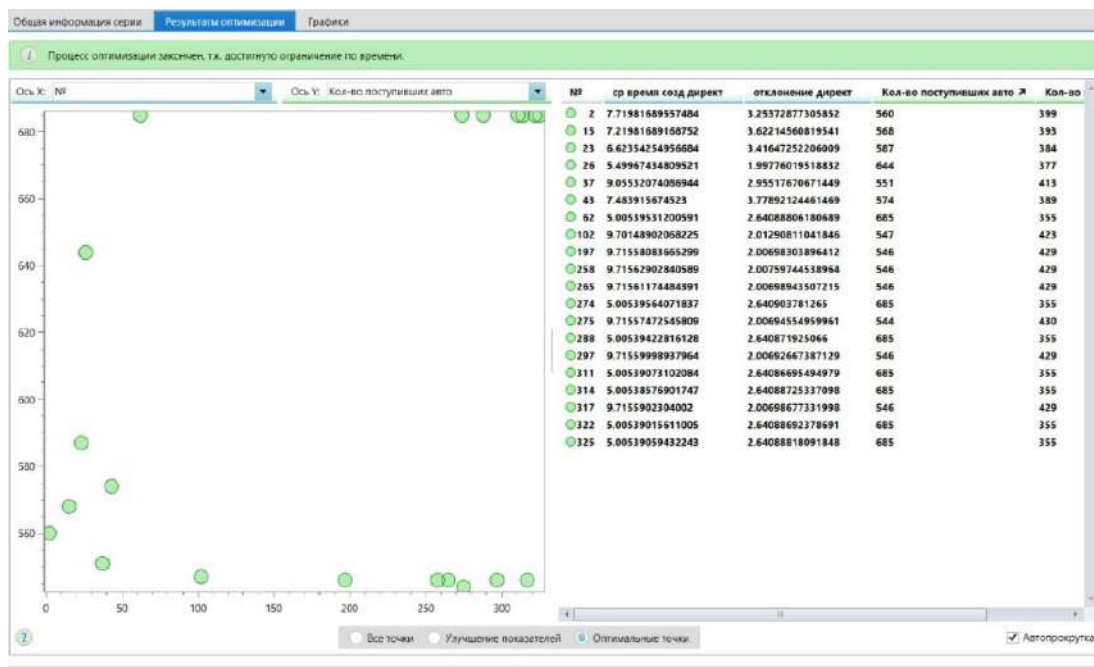 Общая информация серии Результаты оптимизации Графики
i Процесс оптимизации закончен, т.к. достигнуто ограничение по времени.
Ось X: № Ось Y: Кол-во поступивших авто
№ ср время созд директ отклонение директ Кол-во поступивших авто Кол-во
2 7.71981689557484 3.25372877305852 560 399
15 7.21981689168752 3.62214560819541 568 393
23 6.62354254956684 3.41647252206009 587 384
26 5.49967434809521 1.99776019518832 644 377
37 9.05532074086944 2.95517670671449 551 413
43 7.483915674523 3.77892124461469 574 389
62 5.00539531200591 2.64088806180689 685 355
102 9.70148902068225 2.01290811041846 547 423
197 9.71558083665299 2.00698303896412 546 429
258 9.71562902840589 2.00759744538964 546 429
265 9.71561174484391 2.00698943507215 546 429
274 5.00539564071837 2.640903781265 685 355
275 9.71557472545809 2.00694554959961 544 430
288 5.00539422816128 2.640871925066 685 355
297 9.71559998937964 2.00692667387129 546 429
311 5.00539073102084 2.64086695494979 685 355
314 5.00538576901747 2.64088725337098 685 355
317 9.7155902304002 2.00698677331998 546 429
322 5.00539015611005 2.64088692378691 685 355
325 5.00539059432243 2.64088818091848 685 355
680
660
640
620
600
580
560
0 50 100 150 200 250 300
? Все точки Улучшение показателей Оптимальные точки Автопрокрутка